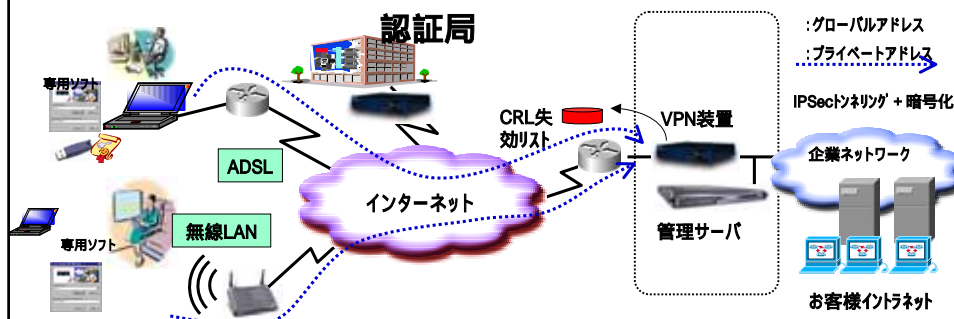 認証局
:グローバルアドレス
:プライベートアドレス
専用ソフト
IPSecトンネリング + 暗号化
CRL失
効リスト
VPN装置
企業ネットワーク
ADSL
インターネット
無線LAN
専用ソフト
管理サーバ
お客様イントラネット